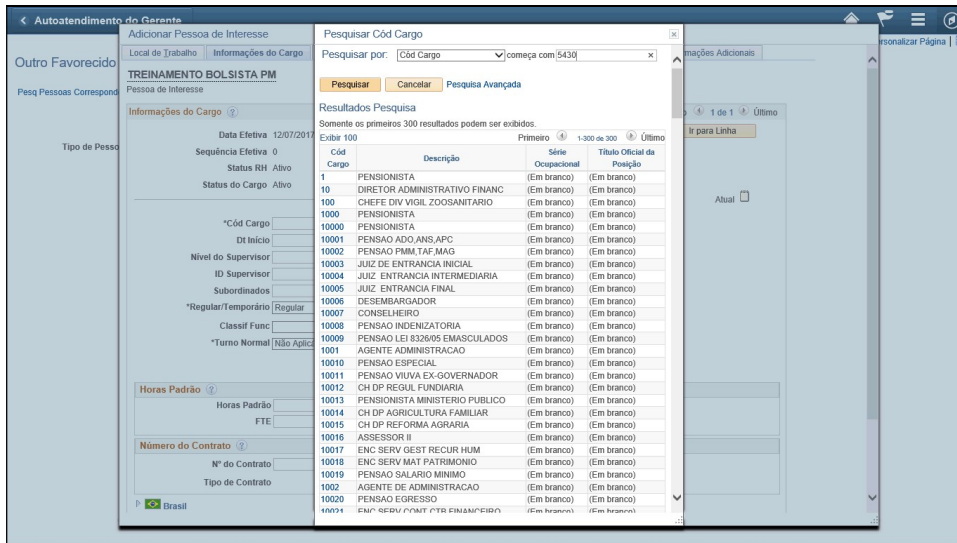 Autoatendimento do Gerente
Adicionar Pessoa de Interesse
Pesquisar Cód Cargo
rsonalizar Página
Local de Trabalho
Informações do Cargo
mações Adicionais
Pesquisar por:
Cód Cargo
começa com
5430
Outro Favorecido
TREINAMENTO BOLSISTA PM
Pessoa de Interesse
Pesq Pessoas Correspond
Pesquisar
Cancelar
Pesquisa Avançada
Informações do Cargo
1 de 1
Último
Ir para Linha
Resultados Pesquisa
Somente os primeiros 300 resultados podem ser exibidos.
Exibir 100
Primeiro
1-300 de 300
Último
Tipo de Pesso
Data Efetiva 12/07/2017
Sequência Efetiva 0
Status RH Ativo
Status do Cargo Ativo
Atual
*Cód Cargo
Dt Início
Nível do Supervisor
ID Supervisor
Subordinados
*Regular/Temporário Regular
Classif Func
*Turno Normal Não Aplicá
Horas Padrão
Horas Padrão
FTE
Número do Contrato
Nº do Contrato
Tipo de Contrato
Brasil
Cód Cargo Descrição Série Ocupacional Título Oficial da Posição
1 PENSIONISTA (Em branco) (Em branco)
10 DIRETOR ADMINISTRATIVO FINANC (Em branco) (Em branco)
100 CHEFE DIV VIGIL ZOOSANITARIO (Em branco) (Em branco)
1000 PENSIONISTA (Em branco) (Em branco)
10000 PENSIONISTA (Em branco) (Em branco)
10001 PENSAO ADO,ANS,APC (Em branco) (Em branco)
10002 PENSAO PMM,TAF,MAG (Em branco) (Em branco)
10003 JUIZ DE ENTRANCIA INICIAL (Em branco) (Em branco)
10004 JUIZ ENTRANCIA INTERMEDIARIA (Em branco) (Em branco)
10005 JUIZ ENTRANCIA FINAL (Em branco) (Em branco)
10006 DESEMBARGADOR (Em branco) (Em branco)
10007 CONSELHEIRO (Em branco) (Em branco)
10008 PENSAO INDENIZATORIA (Em branco) (Em branco)
10009 PENSAO LEI 8326/05 EMASCULADOS (Em branco) (Em branco)
1001 AGENTE ADMINISTRACAO (Em branco) (Em branco)
10010 PENSAO ESPECIAL (Em branco) (Em branco)
10011 PENSAO VIUVA EX-GOVERNADOR (Em branco) (Em branco)
10012 CH DP REGUL FUNDIARIA (Em branco) (Em branco)
10013 PENSIONISTA MINISTERIO PUBLICO (Em branco) (Em branco)
10014 CH DP AGRICULTURA FAMILIAR (Em branco) (Em branco)
10015 CH DP REFORMA AGRARIA (Em branco) (Em branco)
10016 ASSESSOR II (Em branco) (Em branco)
10017 ENC SERV GEST RECUR HUM (Em branco) (Em branco)
10018 ENC SERV MAT PATRIMONIO (Em branco) (Em branco)
10019 PENSAO SALARIO MINIMO (Em branco) (Em branco)
1002 AGENTE DE ADMINISTRACAO (Em branco) (Em branco)
10020 PENSAO EGRESSO (Em branco) (Em branco)
10021 ENC SERV CONT CTB FINANCEIRO (Em branco) (Em branco)